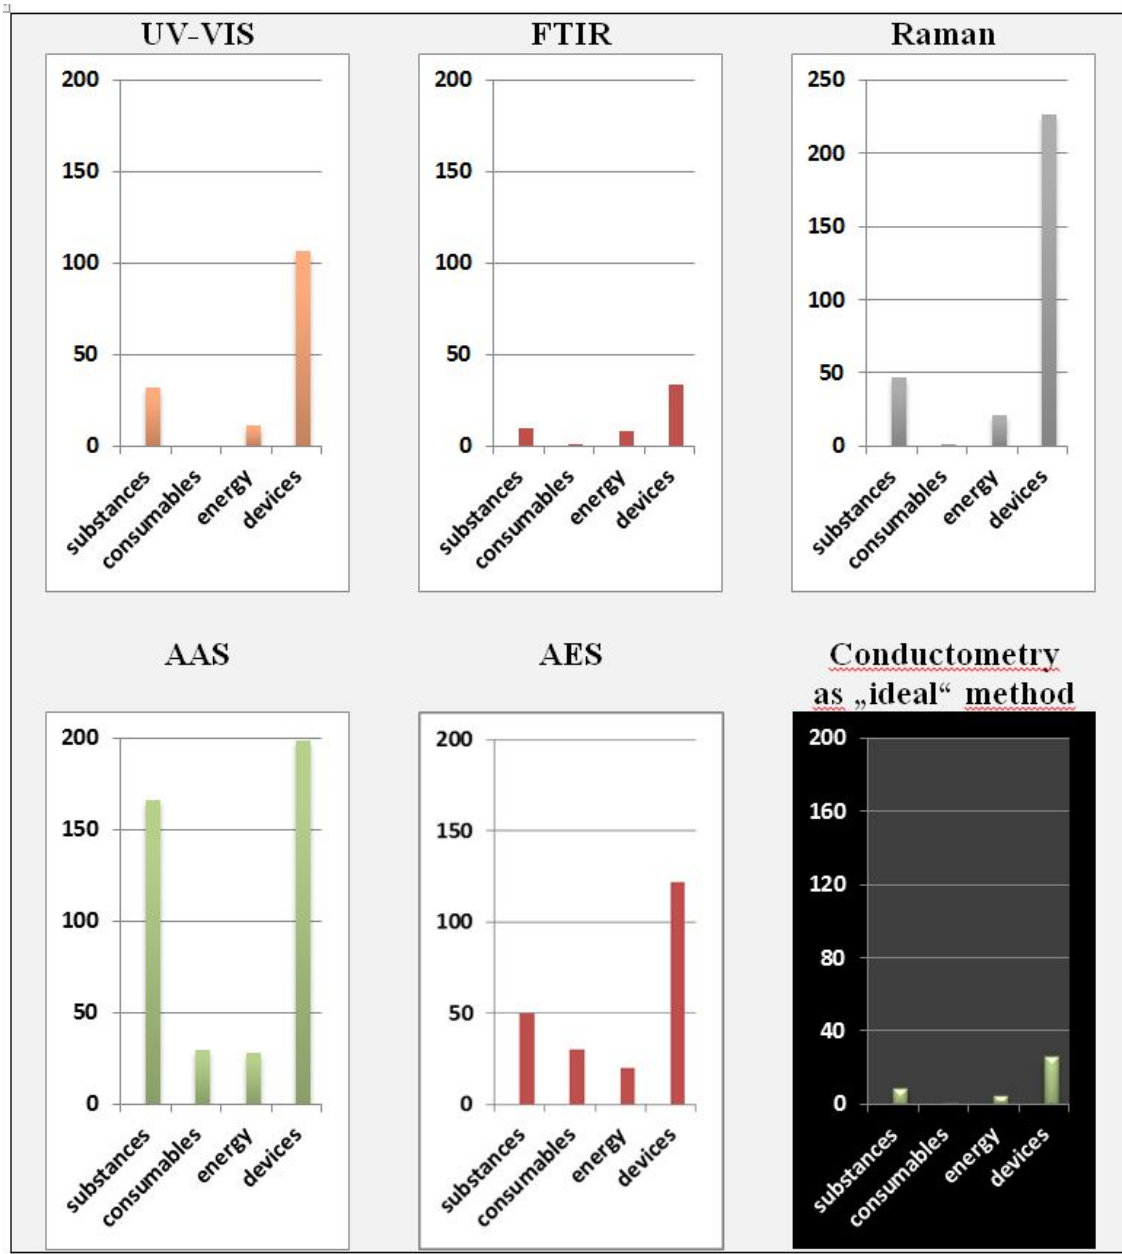 UV-VIS
200
150
100
50
0
substances
consumables
energy
devices
FTIR
200
150
100
50
0
substances
consumables
energy
devices
Raman
250
200
150
100
50
0
substances
consumables
energy
devices
AAS
200
150
100
50
0
substances
consumables
energy
devices
AES
200
150
100
50
0
substances
consumables
energy
devices
Conductometry
as „ideal“ method
200
160
120
80
40
0
substances
consumables
energy
devices